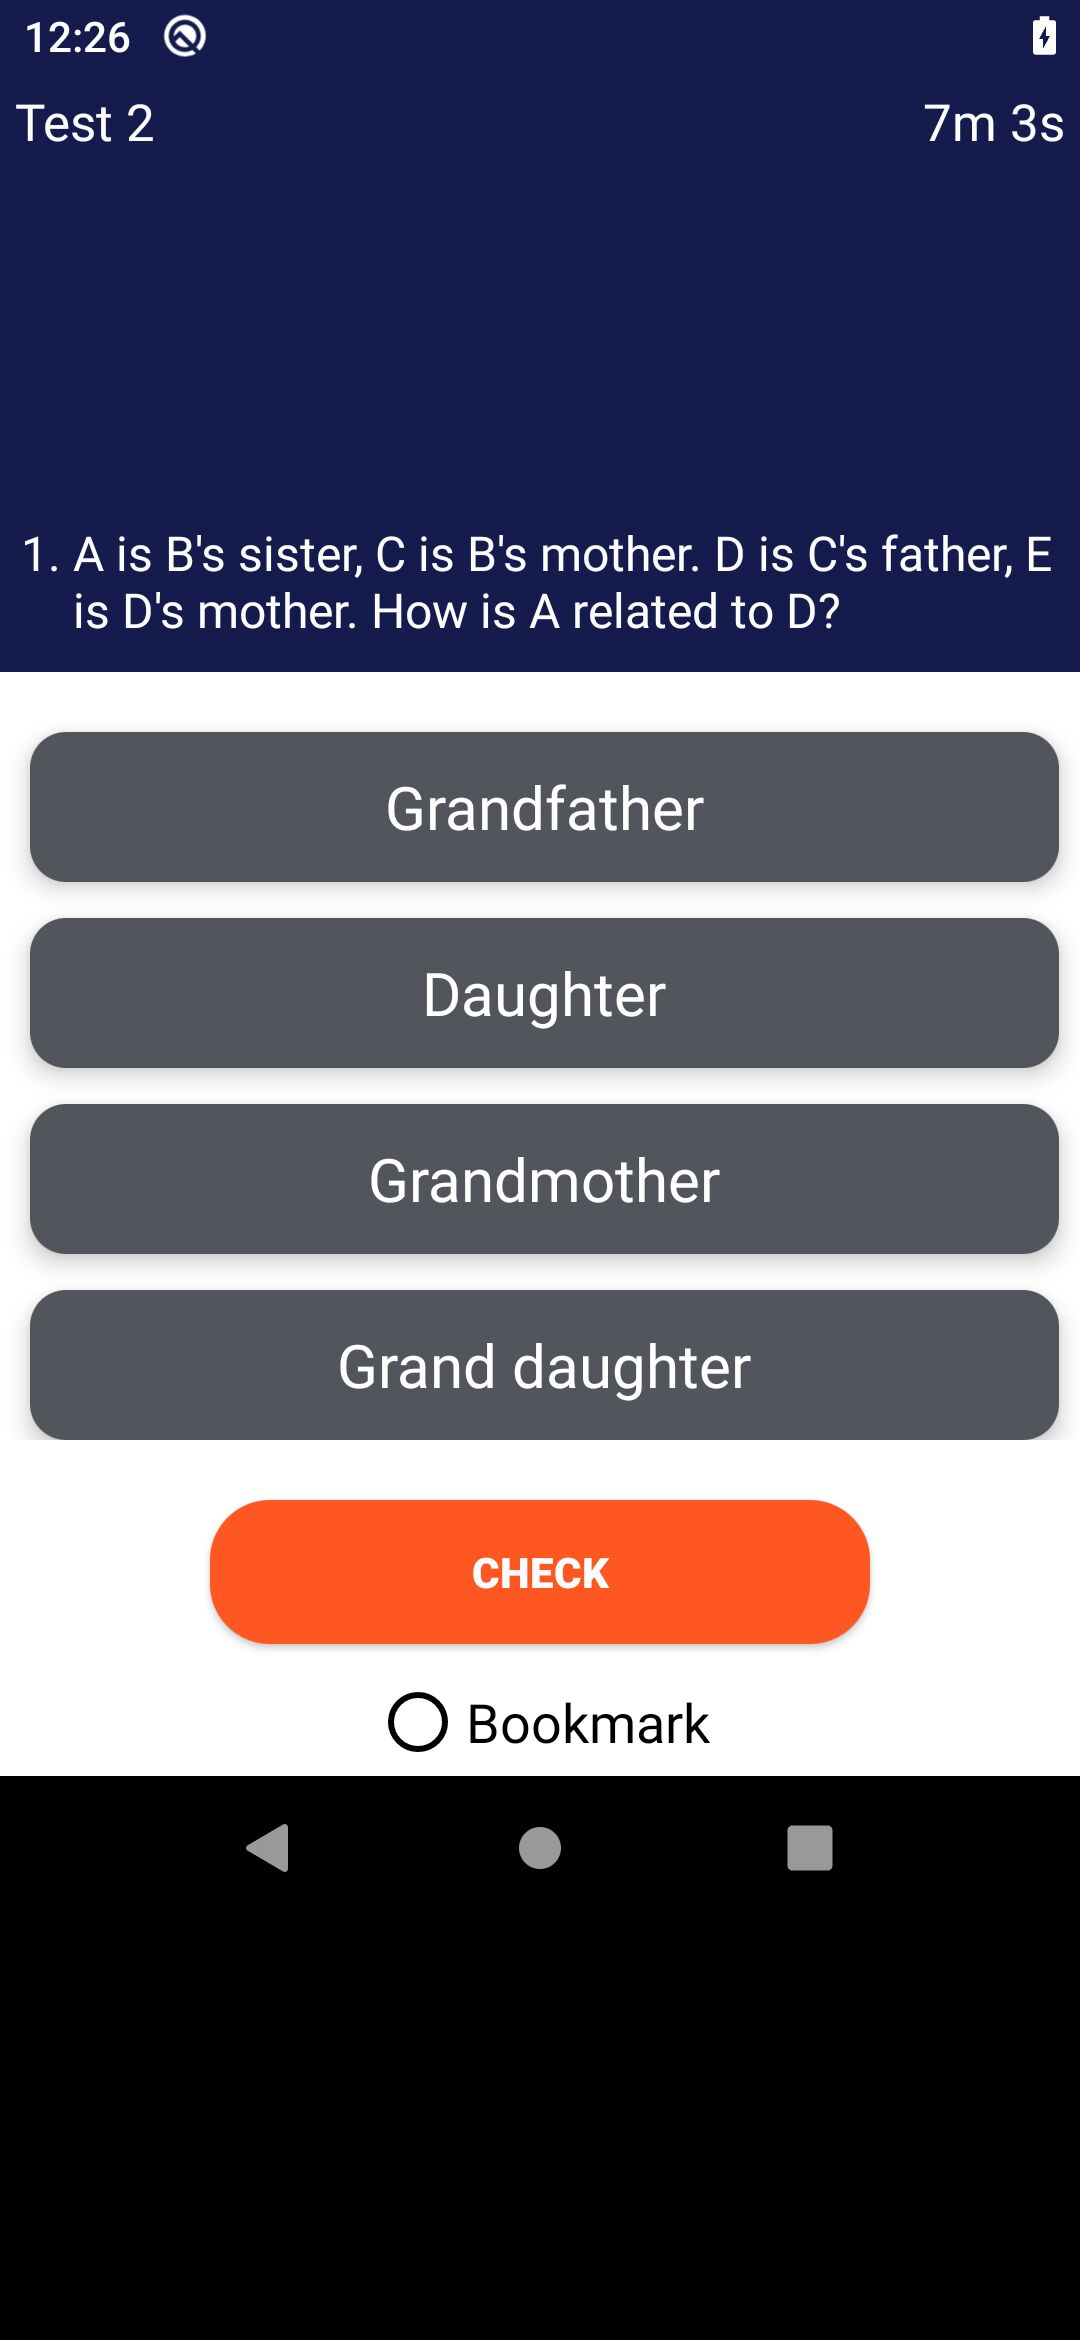 12:26
Test 2
7m 3s
1. A is B's sister, C is B's mother. D is C's father, E
is D's mother. How is A related to D?
Grandfather
Daughter
Grandmother
Grand daughter
CHECK
Bookmark